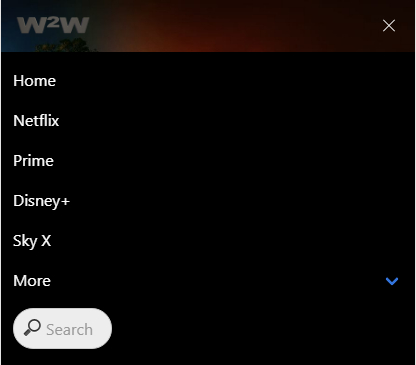 W2W
Home
Netflix
Prime
Disney+
Sky X
More
Search